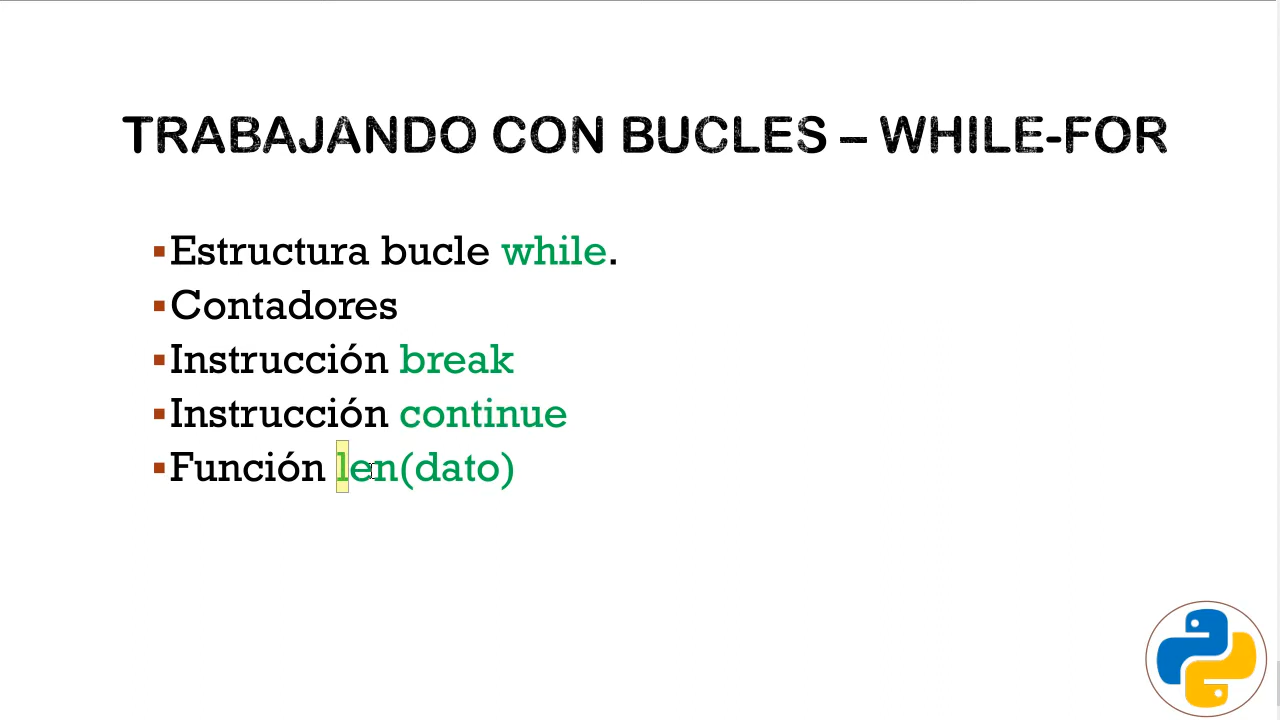 TRABAJANDO CON BUCLES – WHILE-FOR
▪Estructura bucle while.
▪Contadores
▪Instrucción break
▪Instrucción continue
▪Función len(dato)